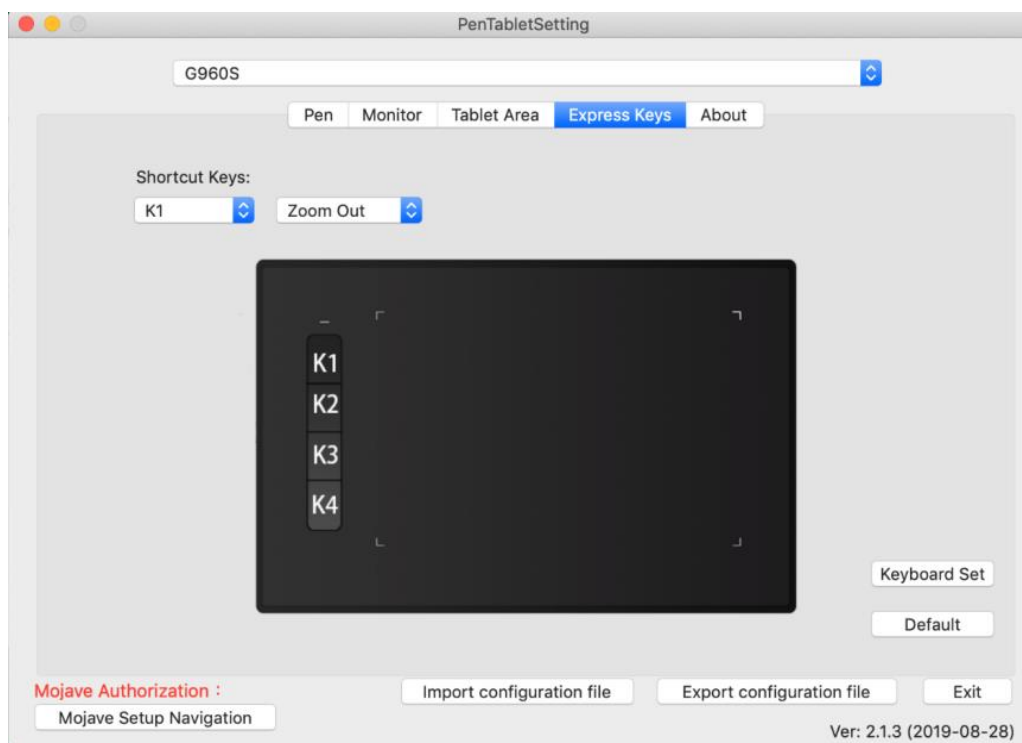 PenTabletSetting
G960S
Pen Monitor Tablet Area Express Keys About
Shortcut Keys:
K1 Zoom Out
K1
K2
K3
K4
Keyboard Set
Default
Mojave Authorization：
Import configuration file Export configuration file Exit
Mojave Setup Navigation
Ver: 2.1.3 (2019-08-28)